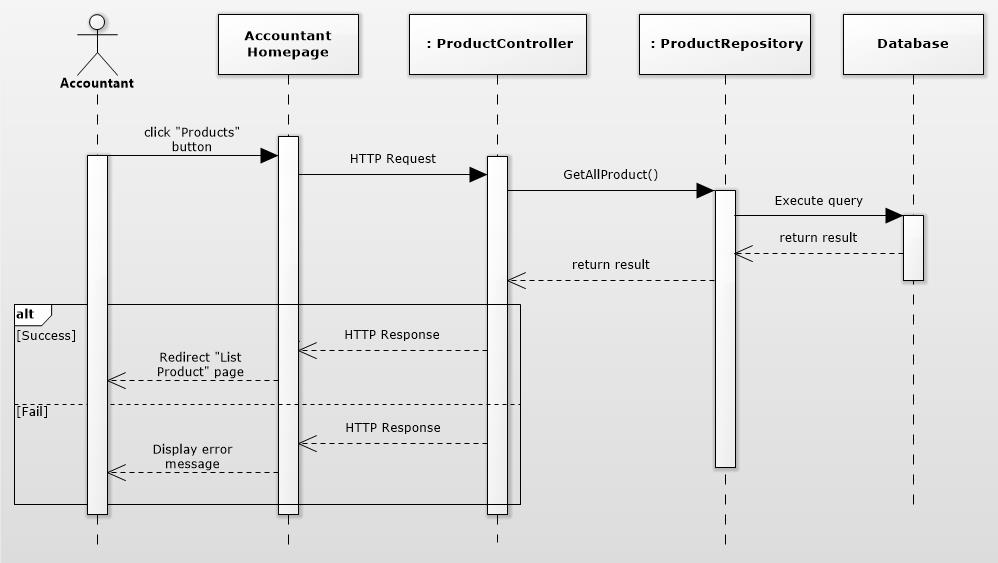 Accountant
Accountant
Homepage
: ProductController
: ProductRepository
Database
click "Products"
button
HTTP Request
GetAllProduct()
Execute query
return result
return result
alt
[Success]
HTTP Response
Redirect "List
Product" page
[Fail]
HTTP Response
Display error
message